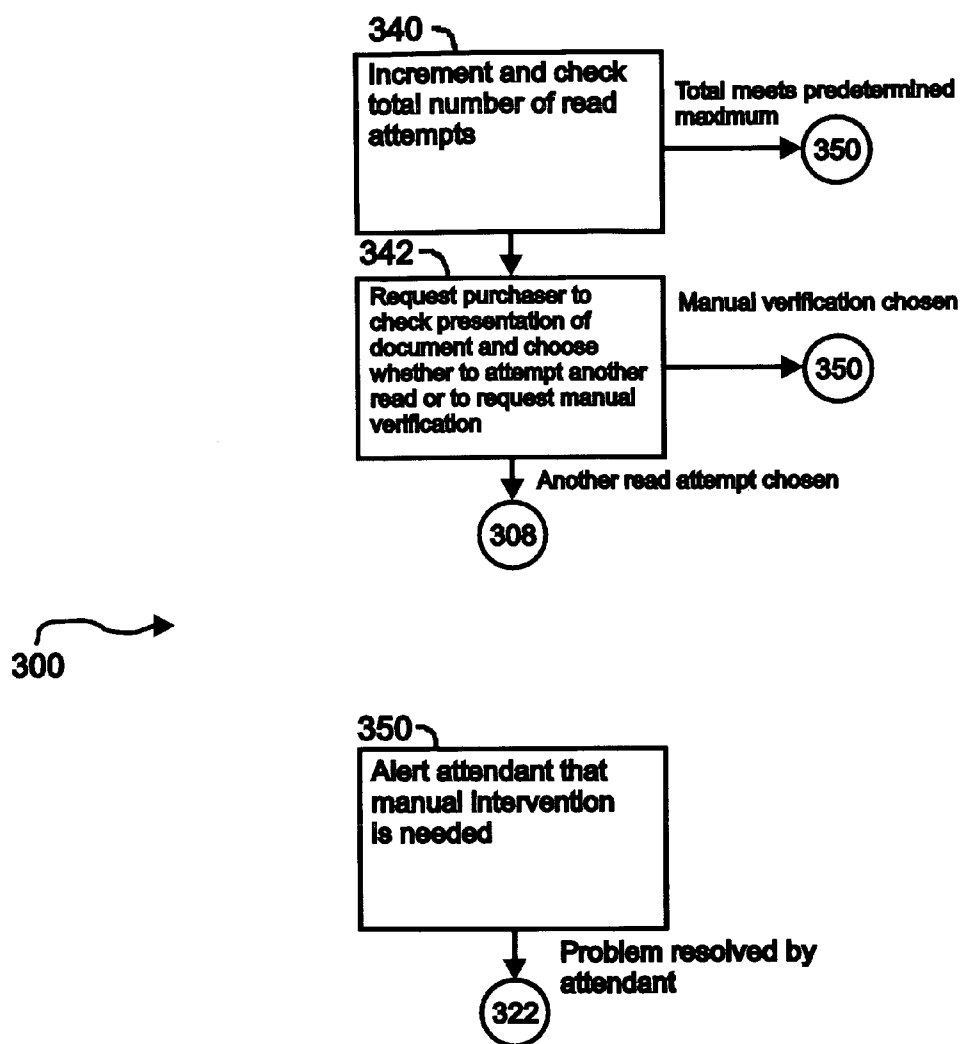 340
Increment and check
total number of read
attempts
Total meets predetermined
maximum
350
342
Request purchaser to
check presentation of
document and choose
whether to attempt another
read or to request manual
verification
Manual verification chosen
350
Another read attempt chosen
308
300
350
Alert attendant that
manual intervention
is needed
Problem resolved by
attendant
322